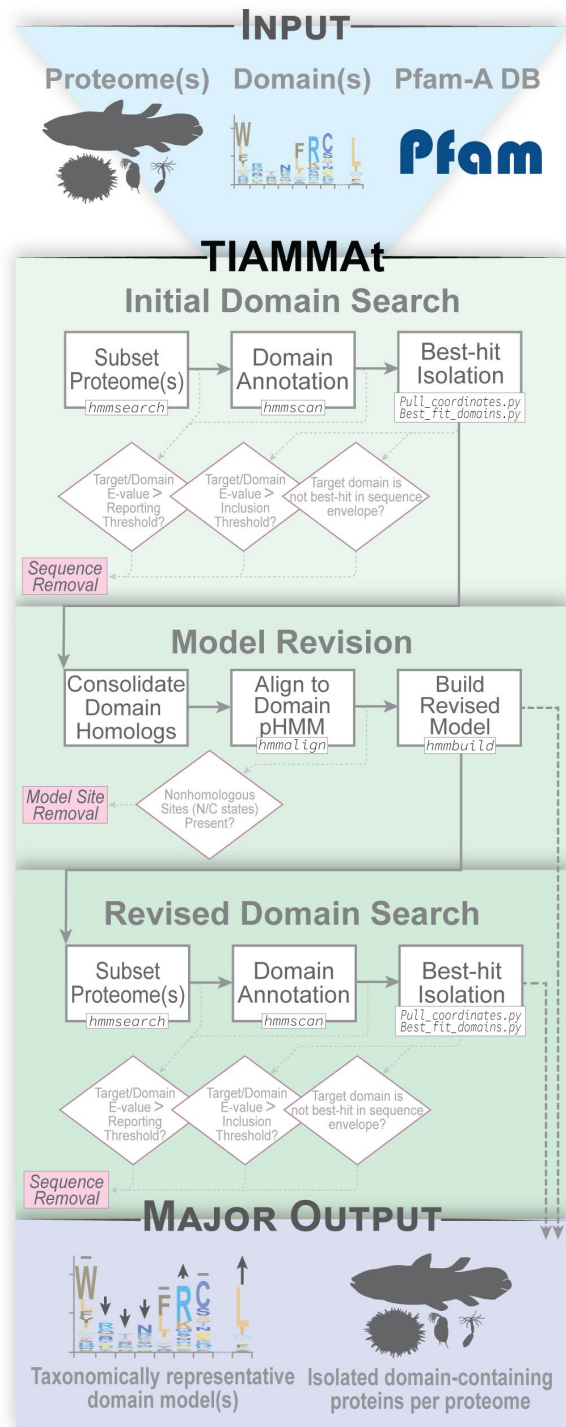 INPUT
Proteome(s) Domain(s) Pfam-A DB
Pfam
TIAMMAt
Initial Domain Search
Subset
Proteome(s)
hmmsearch
Domain
Annotation
hmmscan
Best-hit
Isolation
Pull_coordinates.py
Best_fit_domains.py
Target/Domain
E-value >
Reporting
Threshold?
Target/Domain
E-value >
Inclusion
Threshold?
Target domain is
not best-hit in sequence
envelope?
Sequence
Removal
Model Revision
Consolidate
Domain
Homologs
Align to
Domain
pHMM
hmmalign
Build
Revised
Model
hmmbuild
Nonhomologous
Sites (N/C states)
Present?
Model Site
Removal
Revised Domain Search
Subset
Proteome(s)
hmmsearch
Domain
Annotation
hmmscan
Best-hit
Isolation
Pull_coordinates.py
Best_fit_domains.py
Target/Domain
E-value >
Reporting
Threshold?
Target/Domain
E-value >
Inclusion
Threshold?
Target domain is
not best-hit in sequence
envelope?
Sequence
Removal
MAJOR OUTPUT
Taxonomically representative
domain model(s)
Isolated domain-containing
proteins per proteome